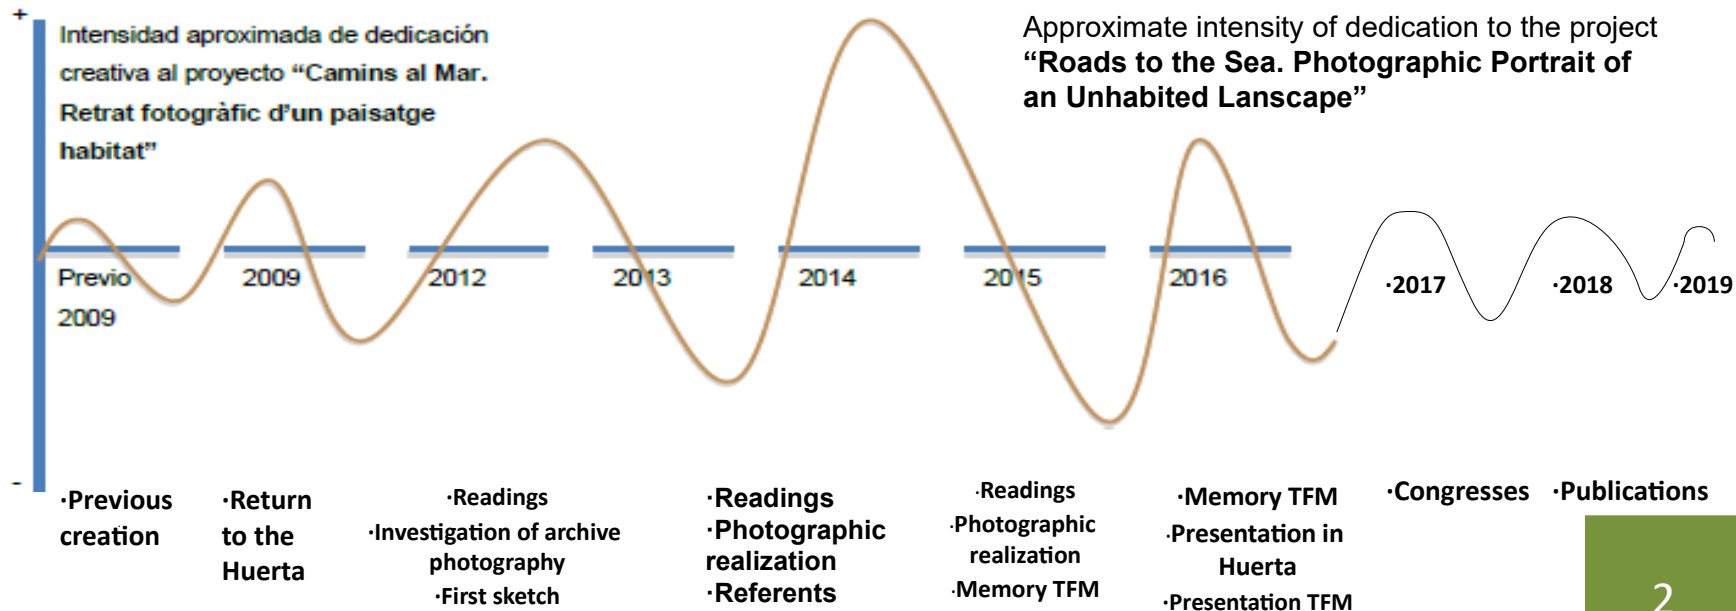 +
Intensidad aproximada de dedicación
creativa al proyecto “Camins al Mar.
Retrat fotogràfic d'un paisatge
habitat”
Approximate intensity of dedication to the project
“Roads to the Sea. Photographic Portrait of
an Unhabited Lanscape”
Previo
2009
2009
2012
2013
2014
2015
2016
·2017
·2018
·2019
-
·Previous
creation
·Return
to the
Huerta
·Readings
·Investigation of archive
photography
·First sketch
·Readings
·Photographic
realization
·Referents
·Readings
·Photographic
realization
·Memory TFM
·Memory TFM
·Presentation in
Huerta
·Presentation TFM
·Congresses
·Publications
2